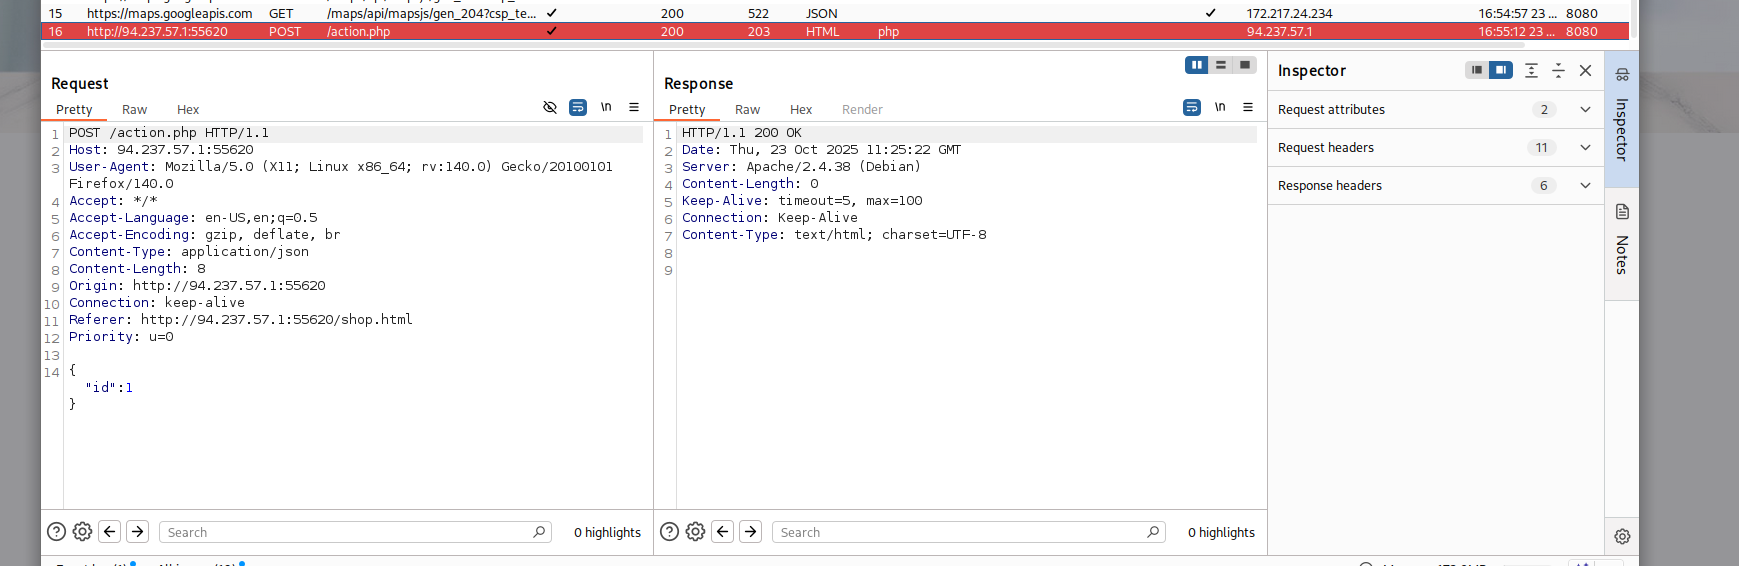 15 https://maps.googleapis.com GET /maps/api/mapsjs/gen_204?csp_te... ✓ 200 522 JSON ✓ 172.217.24.234 16:54:57 23 ... 8080
16 http://94.237.57.1:55620 POST /action.php ✓ 200 203 HTML php 94.237.57.1 16:55:12 23 ... 8080
Request
Pretty Raw Hex \n
1 POST /action.php HTTP/1.1
2 Host: 94.237.57.1:55620
3 User-Agent: Mozilla/5.0 (X11; Linux x86_64; rv:140.0) Gecko/20100101
Firefox/140.0
4 Accept: */*
5 Accept-Language: en-US,en;q=0.5
6 Accept-Encoding: gzip, deflate, br
7 Content-Type: application/json
8 Content-Length: 8
9 Origin: http://94.237.57.1:55620
10 Connection: keep-alive
11 Referer: http://94.237.57.1:55620/shop.html
12 Priority: u=0
13
14 {
"id":1
}
Search 0 highlights
Response
Pretty Raw Hex Render \n
1 HTTP/1.1 200 OK
2 Date: Thu, 23 Oct 2025 11:25:22 GMT
3 Server: Apache/2.4.38 (Debian)
4 Content-Length: 0
5 Keep-Alive: timeout=5, max=100
6 Connection: Keep-Alive
7 Content-Type: text/html; charset=UTF-8
8
9
Search 0 highlights
Inspector
Request attributes 2
Request headers 11
Response headers 6
Inspector
Notes